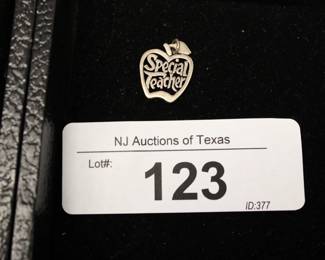 Special
Teacher
NJ Auctions of Texas
Lot#:
123
ID:377